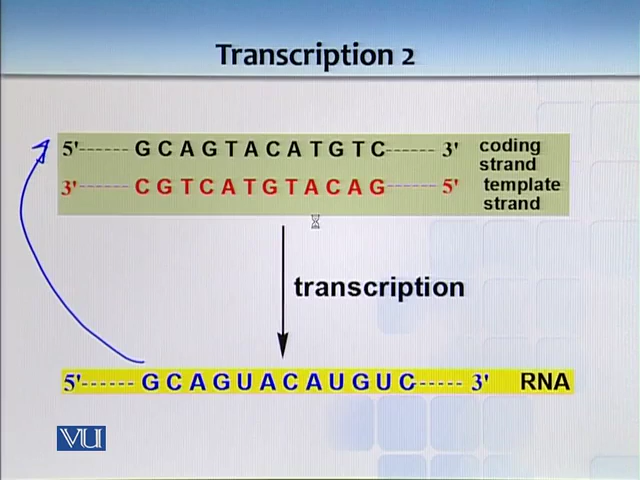 Transcription 2
5'------ G C A G T A C A T G T C ------ 3' coding strand
3'------ C G T C A T G T A C A G ------ 5' template strand
transcription
5'------ G C A G U A C A U G U C ----- 3' RNA
VU